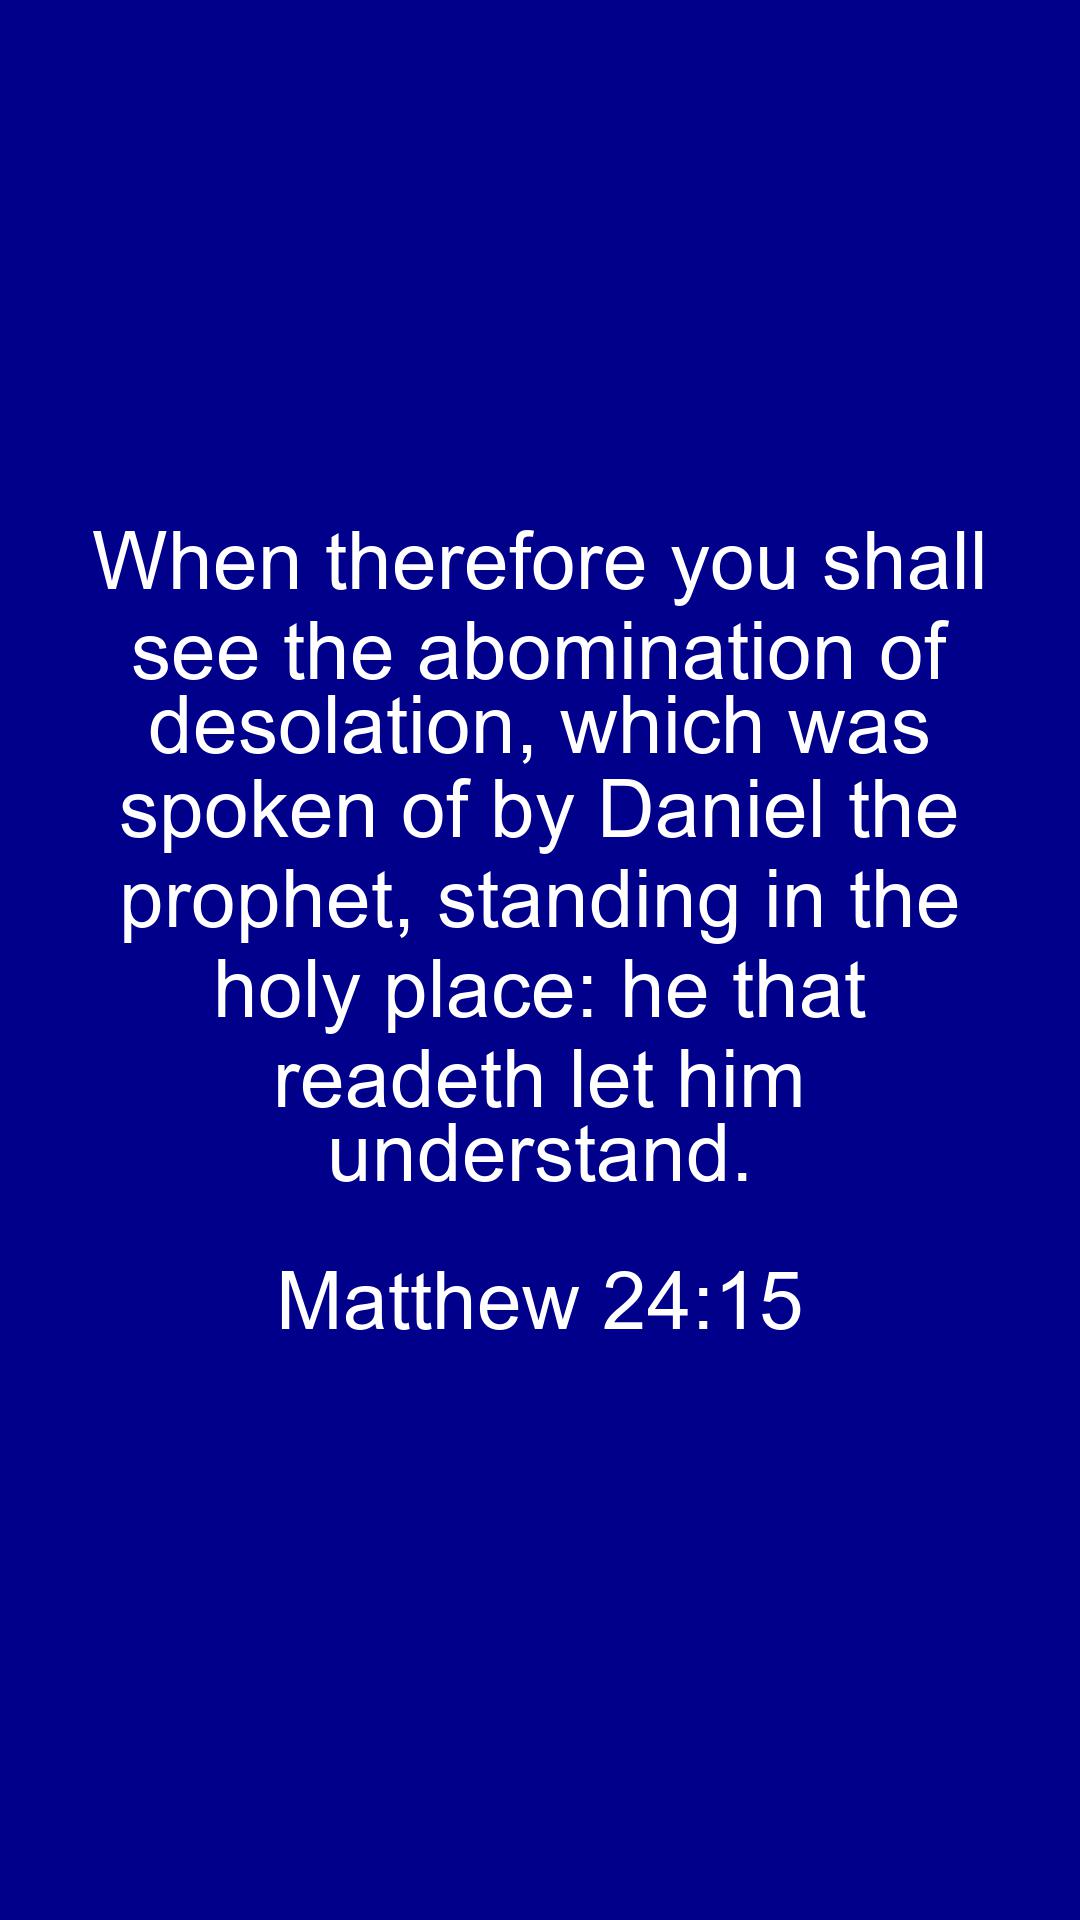 When therefore you shall
see the abomination of
desolation, which was
spoken of by Daniel the
prophet, standing in the
holy place: he that
readeth let him
understand.
Matthew 24:15